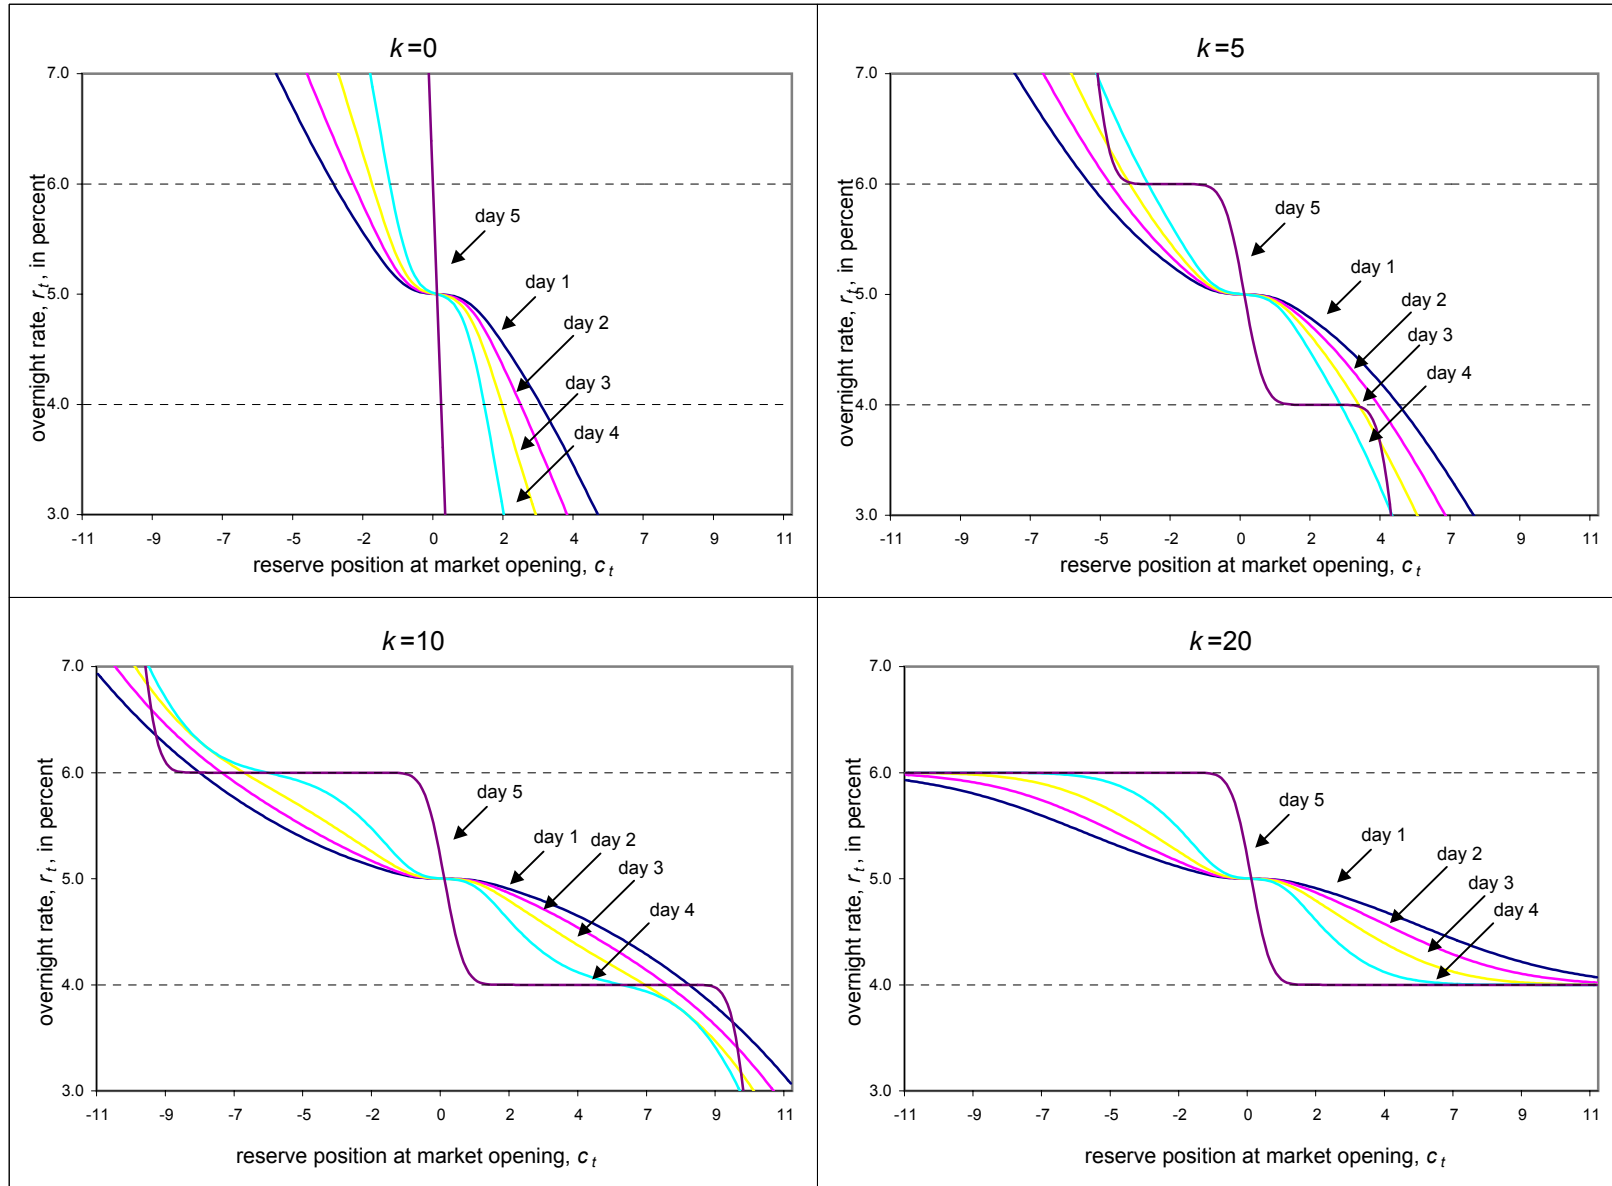 k=0
7.0
6.0
5.0
4.0
3.0
overnight rate, r t, in percent
day 5
day 1
day 2
day 3
day 4
-11 -9 -7 -5 -2 0 2 4 7 9 11
reserve position at market opening, c t
k=5
7.0
6.0
5.0
4.0
3.0
overnight rate, r t, in percent
day 5
day 1
day 2
day 3
day 4
-11 -9 -7 -5 -2 0 2 4 7 9 11
reserve position at market opening, c t
k=10
7.0
6.0
5.0
4.0
3.0
overnight rate, r t, in percent
day 5
day 1
day 2
day 3
day 4
-11 -9 -7 -5 -2 0 2 4 7 9 11
reserve position at market opening, c t
k=20
7.0
6.0
5.0
4.0
3.0
overnight rate, r t, in percent
day 5
day 1
day 2
day 3
day 4
-11 -9 -7 -5 -2 0 2 4 7 9 11
reserve position at market opening, c t